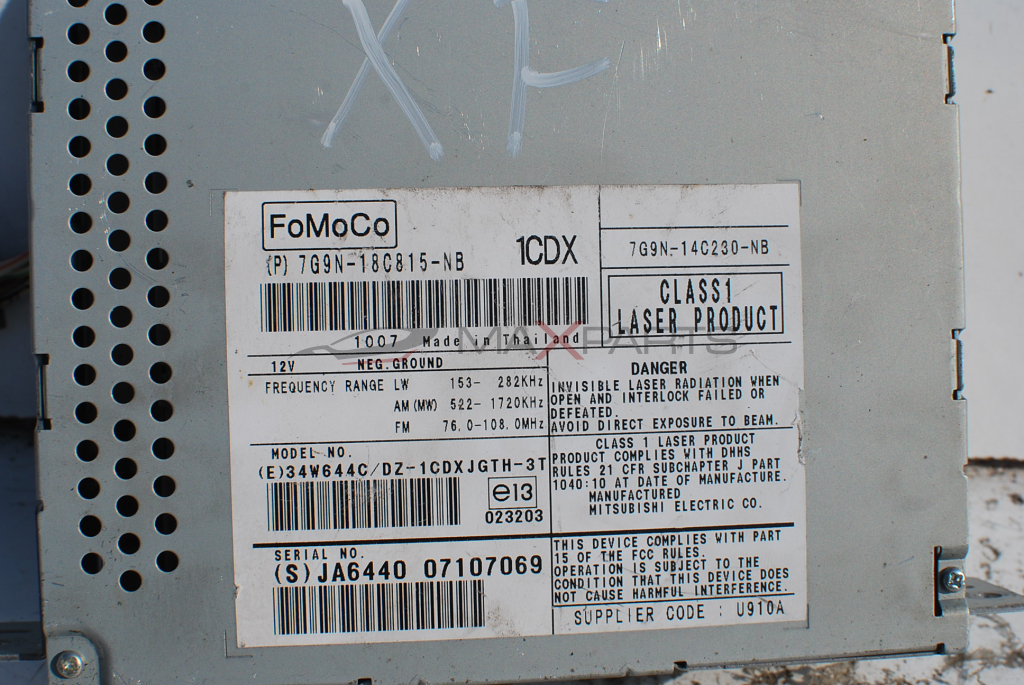 XF
FoMoCo
(P) 7G9N-18C815-NB
1CDX
7G9N-14C230-NB
CLASS1
LASER PRODUCT
1007 Made in Thailand
MAXPARTS
12V NEG.GROUND
FREQUENCY RANGE LW 153- 282KHz
AM(MW) 522- 1720KHz
FM 76.0-108.0MHz
DANGER
INVISIBLE LASER RADIATION WHEN
OPEN AND INTERLOCK FAILED OR
DEFEATED.
AVOID DIRECT EXPOSURE TO BEAM.
MODEL NO.
(E)34W644C/DZ-1CDXJGTH-3T
e13
023203
CLASS 1 LASER PRODUCT
PRODUCT COMPLIES WITH DHHS
RULES 21 CFR SUBCHAPTER J PART
1040:10 AT DATE OF MANUFACTURE.
MANUFACTURED
MITSUBISHI ELECTRIC CO.
SERIAL NO.
(S)JA6440 07107069
THIS DEVICE COMPLIES WITH PART
15 OF THE FCC RULES.
OPERATION IS SUBJECT TO THE
CONDITION THAT THIS DEVICE DOES
NOT CAUSE HARMFUL INTERFERENCE.
SUPPLIER CODE : U910A